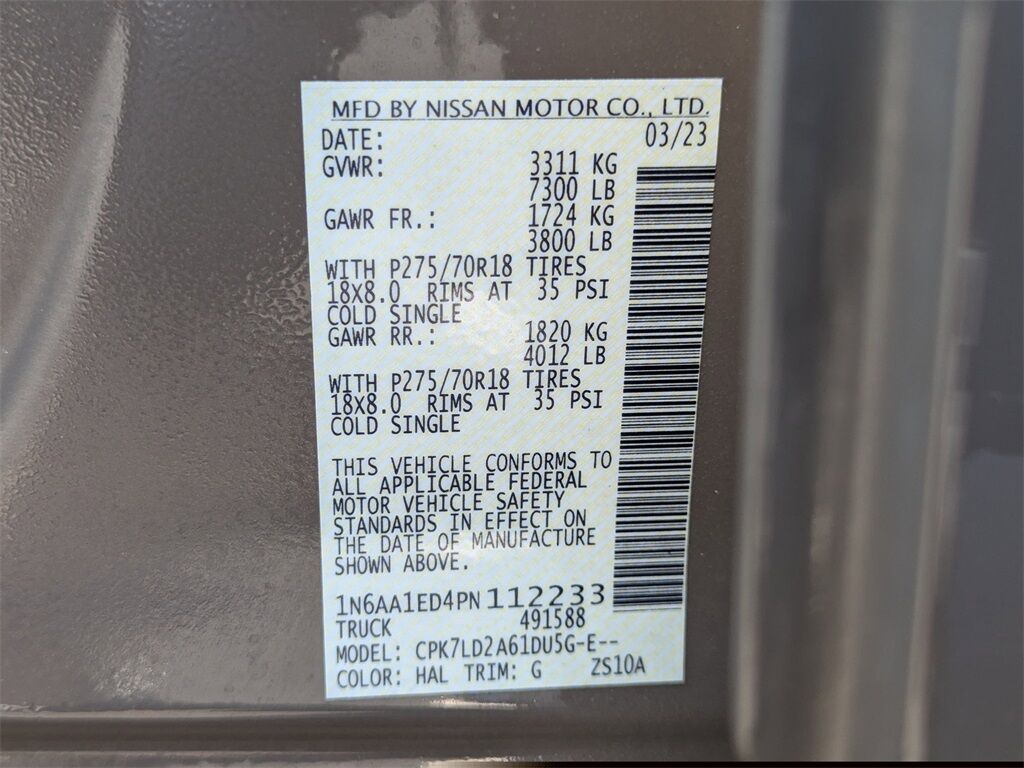 MFD BY NISSAN MOTOR CO., LTD.
DATE: 03/23
GVWR: 3311 KG
7300 LB
GAWR FR.: 1724 KG
3800 LB
WITH P275/70R18 TIRES
18X8.0 RIMS AT 35 PSI
COLD SINGLE
GAWR RR.: 1820 KG
4012 LB
WITH P275/70R18 TIRES
18X8.0 RIMS AT 35 PSI
COLD SINGLE
THIS VEHICLE CONFORMS TO
ALL APPLICABLE FEDERAL
MOTOR VEHICLE SAFETY
STANDARDS IN EFFECT ON
THE DATE OF MANUFACTURE
SHOWN ABOVE.
1N6AA1ED4PN112233
TRUCK 491588
MODEL: CPK7LD2A61DU5G-E--
COLOR: HAL TRIM: G ZS10A